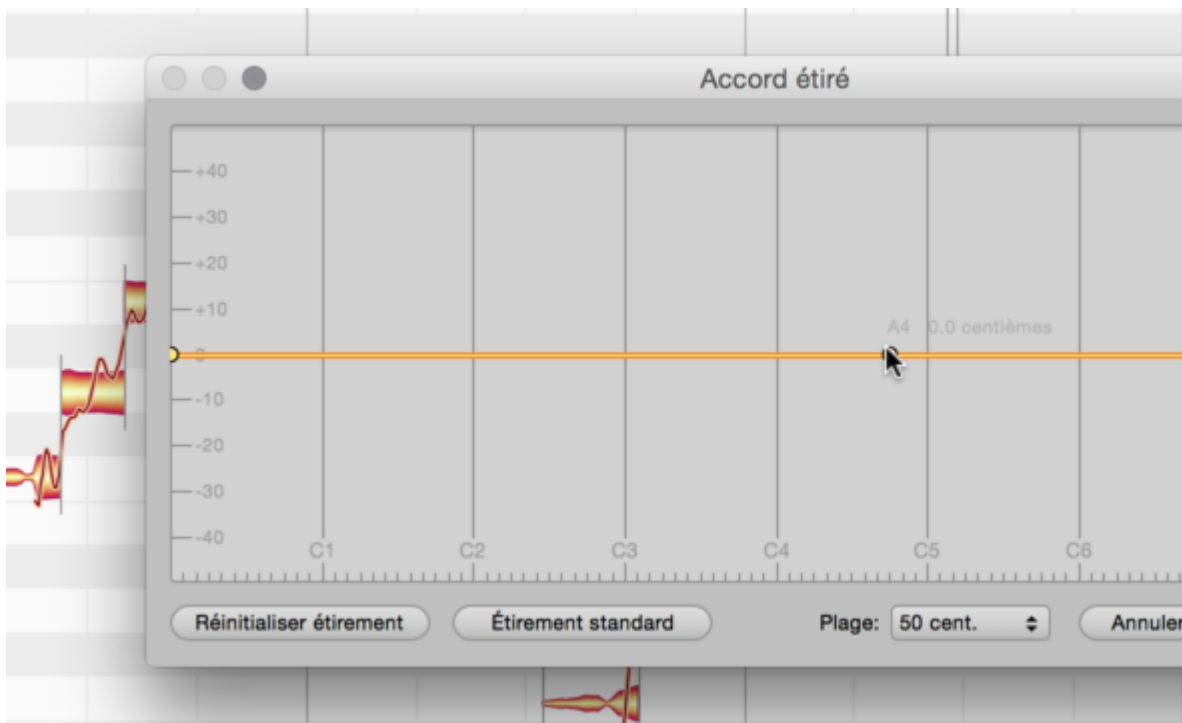 Accord étiré
+40
+30
+20
+10
A4 0.0 centièmes
0
-10
-20
-30
-40
C1 C2 C3 C4 C5 C6
Réinitialiser étirement Étirement standard Plage: 50 cent. Annuler